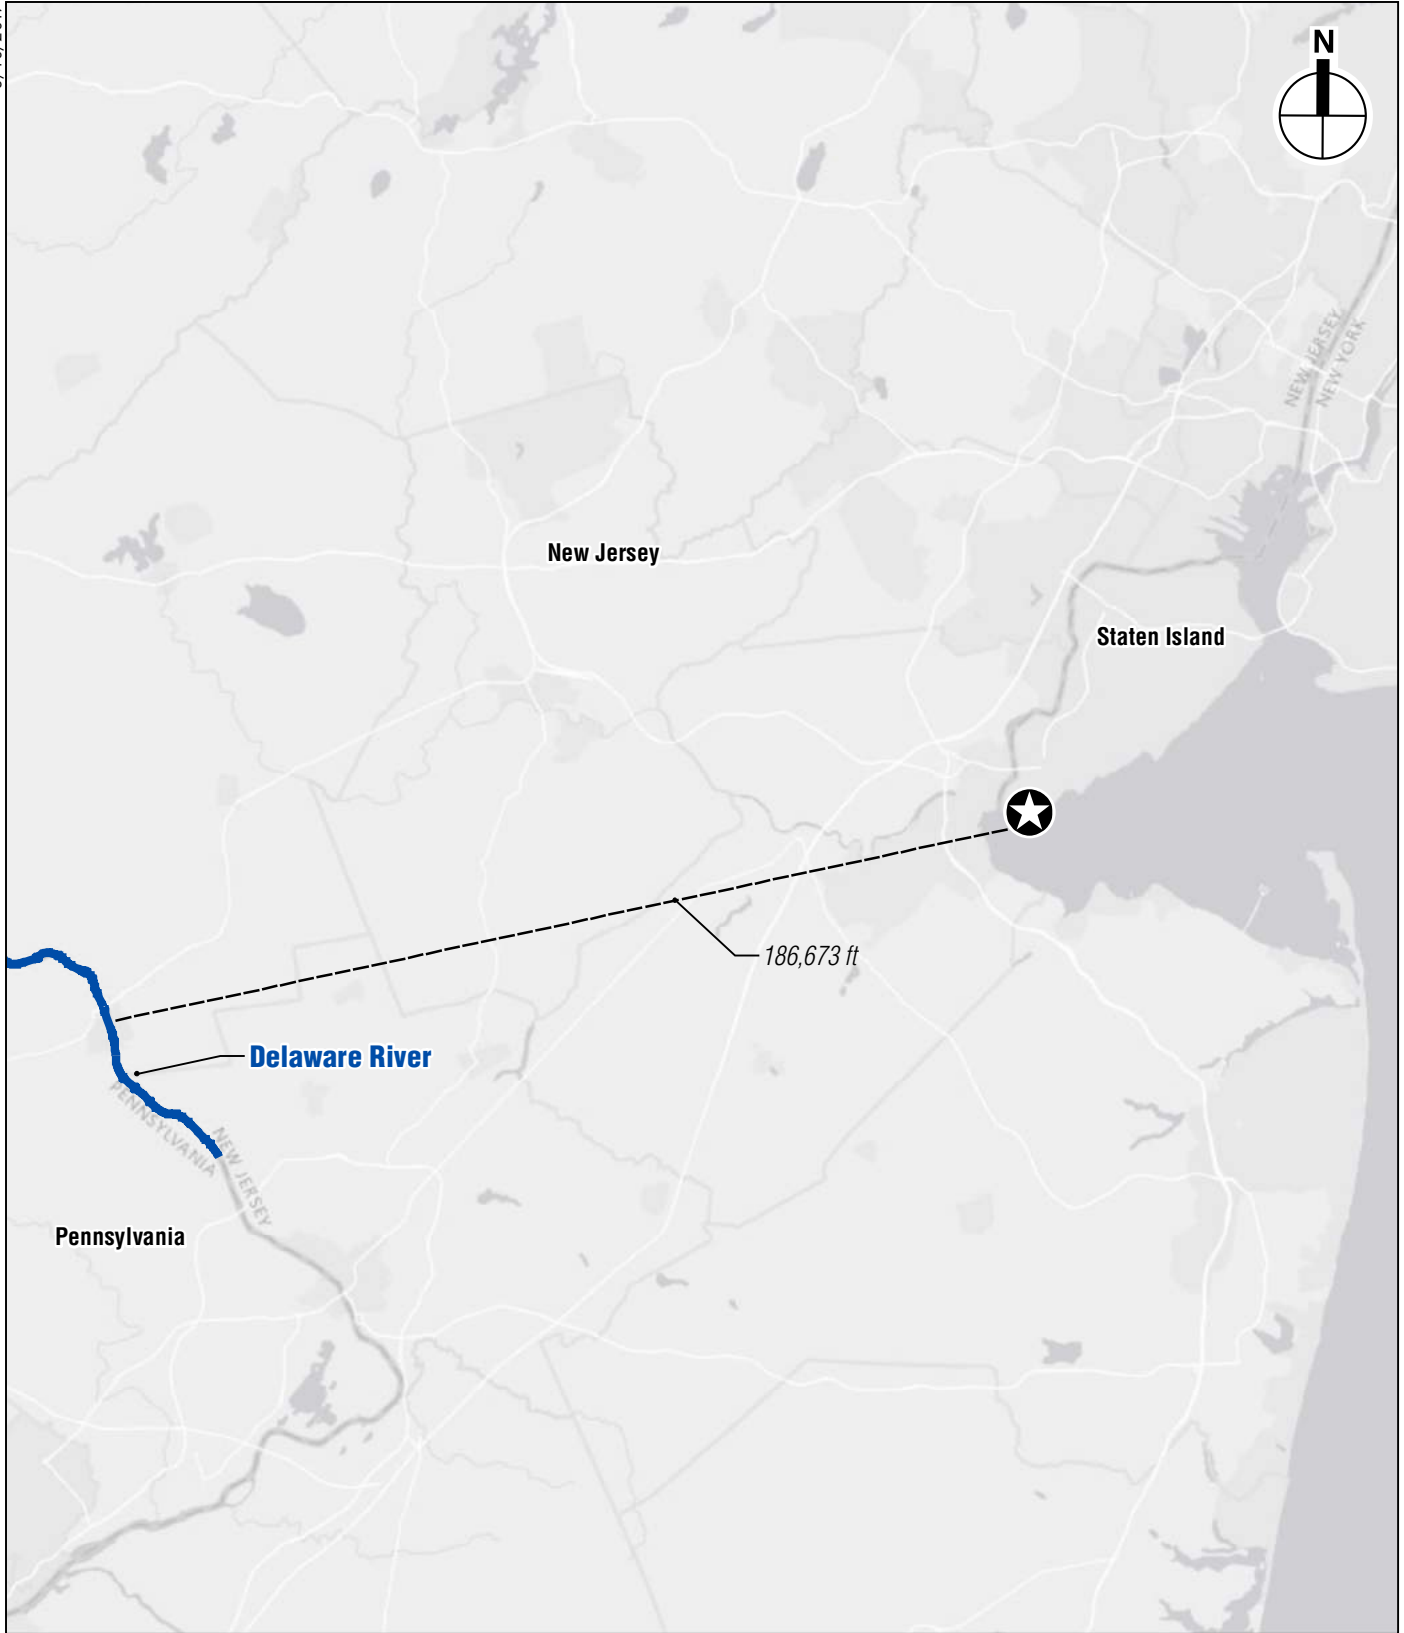 N
NEW JERSEY
NEW YORK
New Jersey
Staten Island
186,673 ft
Delaware River
PENNSYLVANIA
NEW JERSEY
Pennsylvania